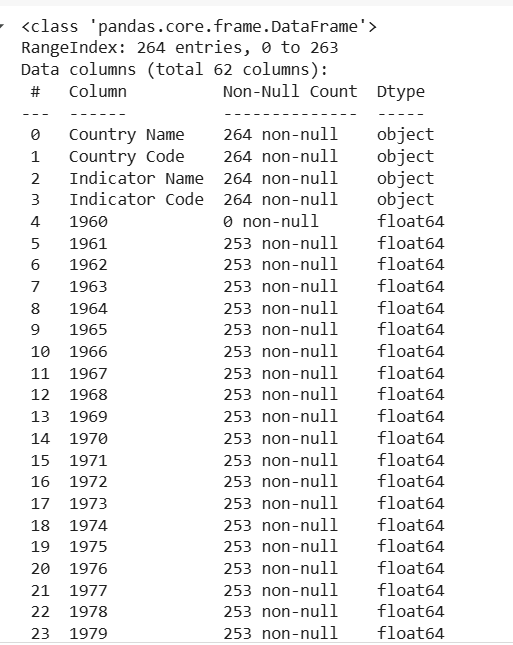 <class 'pandas.core.frame.DataFrame'>
RangeIndex: 264 entries, 0 to 263
Data columns (total 62 columns):
 #   Column          Non-Null Count  Dtype
---  ------          --------------  -----
 0   Country Name    264 non-null    object
 1   Country Code    264 non-null    object
 2   Indicator Name  264 non-null    object
 3   Indicator Code  264 non-null    object
 4   1960            0 non-null      float64
 5   1961            253 non-null    float64
 6   1962            253 non-null    float64
 7   1963            253 non-null    float64
 8   1964            253 non-null    float64
 9   1965            253 non-null    float64
 10  1966            253 non-null    float64
 11  1967            253 non-null    float64
 12  1968            253 non-null    float64
 13  1969            253 non-null    float64
 14  1970            253 non-null    float64
 15  1971            253 non-null    float64
 16  1972            253 non-null    float64
 17  1973            253 non-null    float64
 18  1974            253 non-null    float64
 19  1975            253 non-null    float64
 20  1976            253 non-null    float64
 21  1977            253 non-null    float64
 22  1978            253 non-null    float64
 23  1979            253 non-null    float64